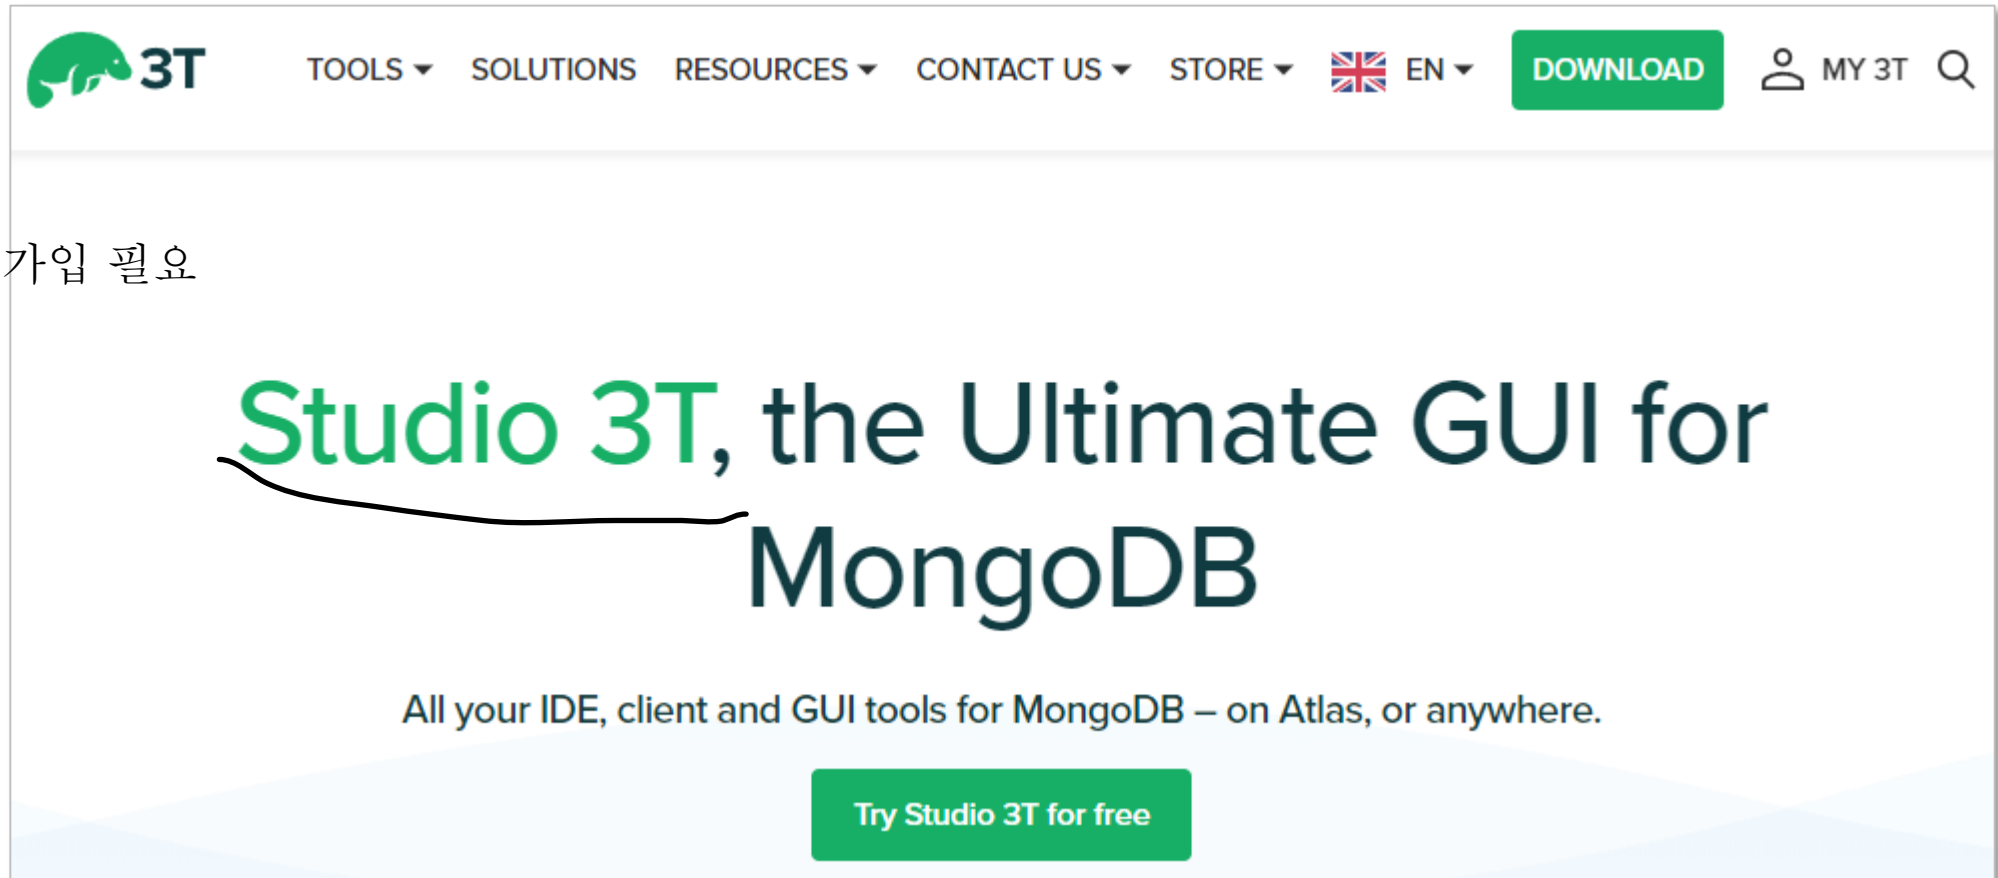 3T TOOLS SOLUTIONS RESOURCES CONTACT US STORE EN DOWNLOAD MY 3T
가입 필요
Studio 3T, the Ultimate GUI for
MongoDB
All your IDE, client and GUI tools for MongoDB – on Atlas, or anywhere.
Try Studio 3T for free